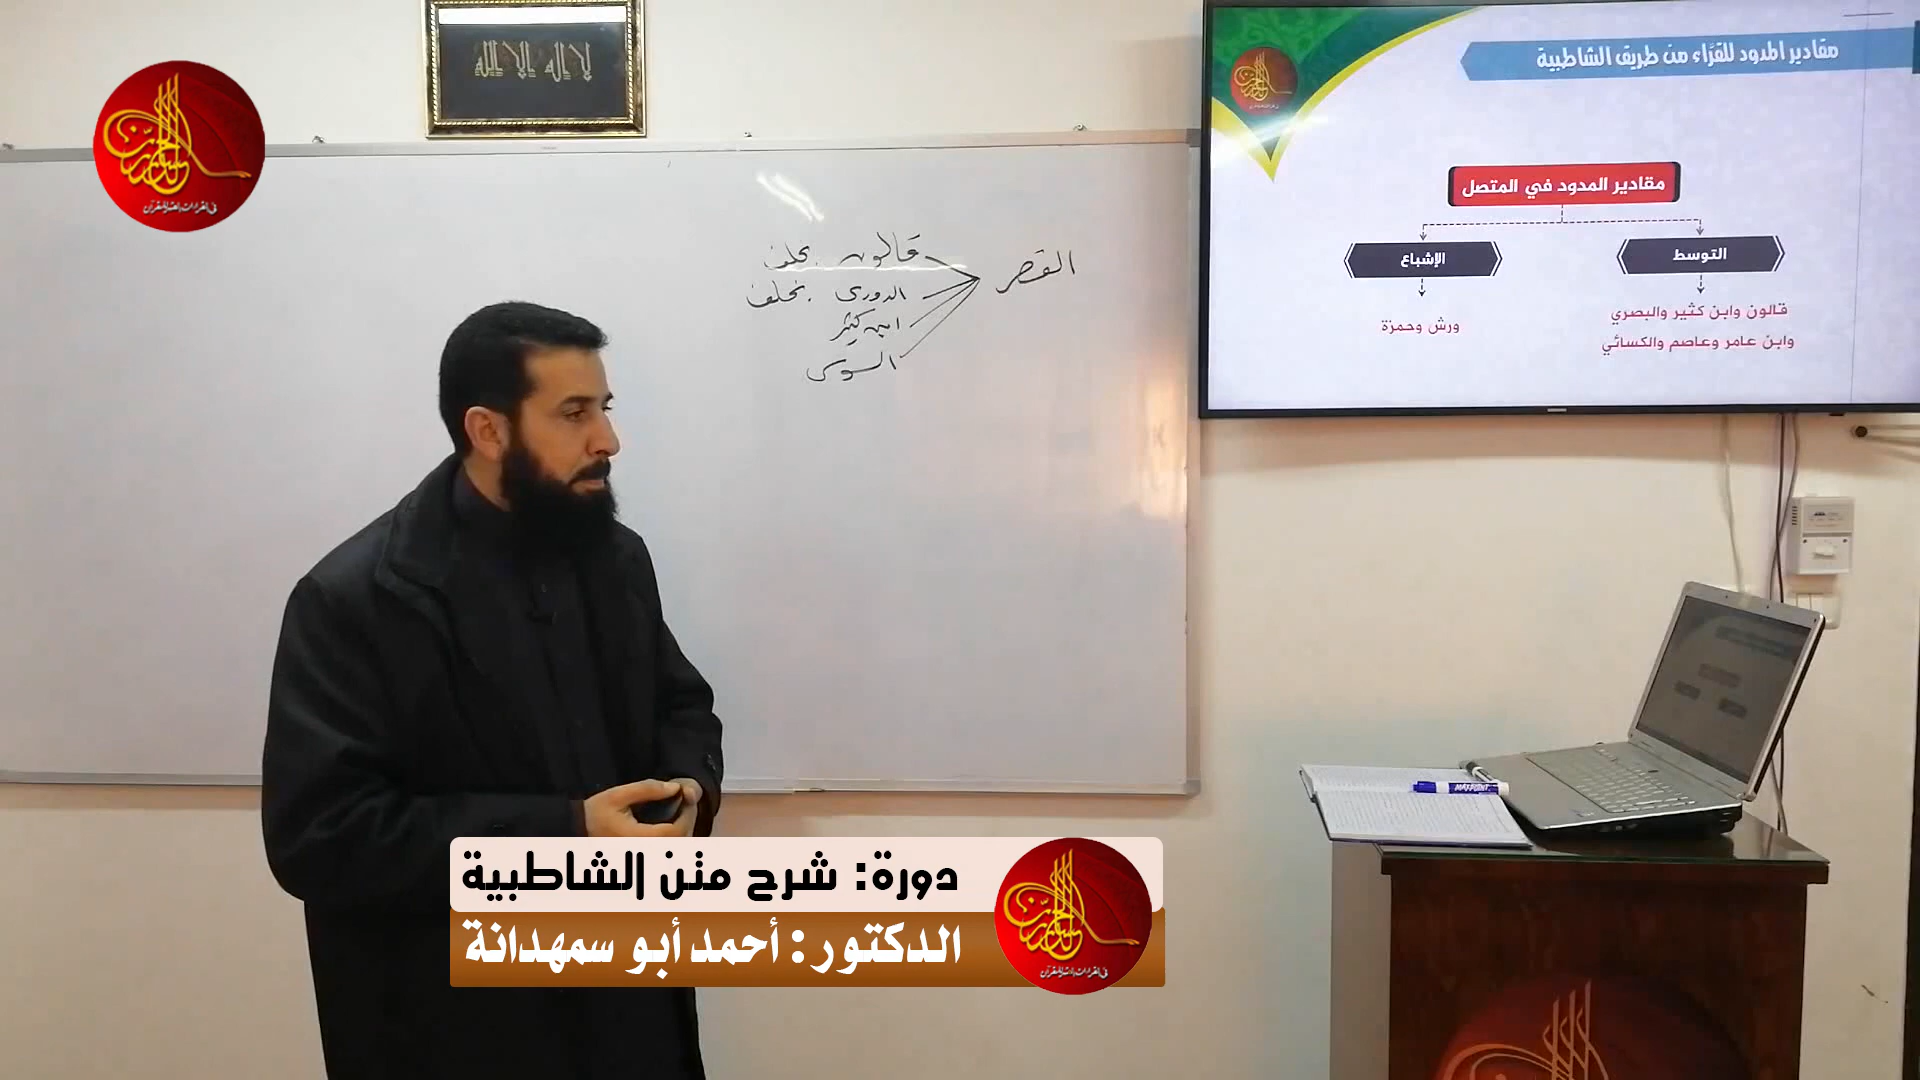 لا إله إلا الله
مقادير المدود للقرّاء من طريق الشاطبية
مقادير المدود في المتصل
التوسط
الإشباع
قالون وابن كثير والبصري
وابن عامر وعاصم والكسائي
ورش وحمزة
القصر
قالون بخلف
الدوري بخلف
ابن كثير
السوسي
MAXPOINT
دورة: شرح متن الشاطبية
الدكتور: أحمد أبو سمهدانة